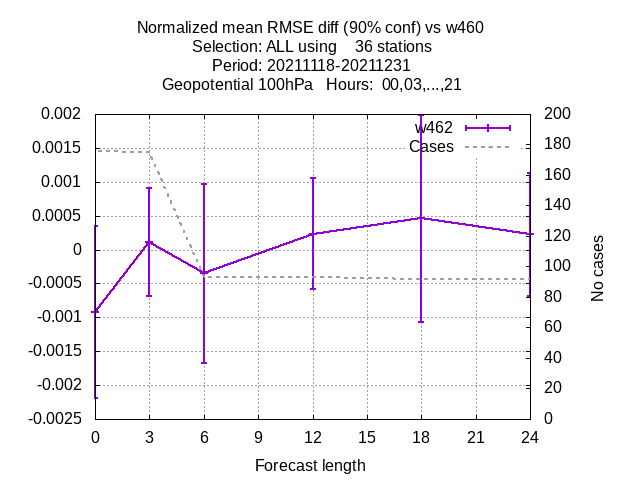 Normalized mean RMSE diff (90% conf) vs w460
Selection: ALL using    36 stations
Period: 20211118-20211231
Geopotential 100hPa   Hours:  00,03,...,21
w462
Cases
0.002
0.0015
0.001
0.0005
0
-0.0005
-0.001
-0.0015
-0.002
-0.0025
200
180
160
140
120
100
80
60
40
20
0
No cases
0 3 6 9 12 15 18 21 24
Forecast length